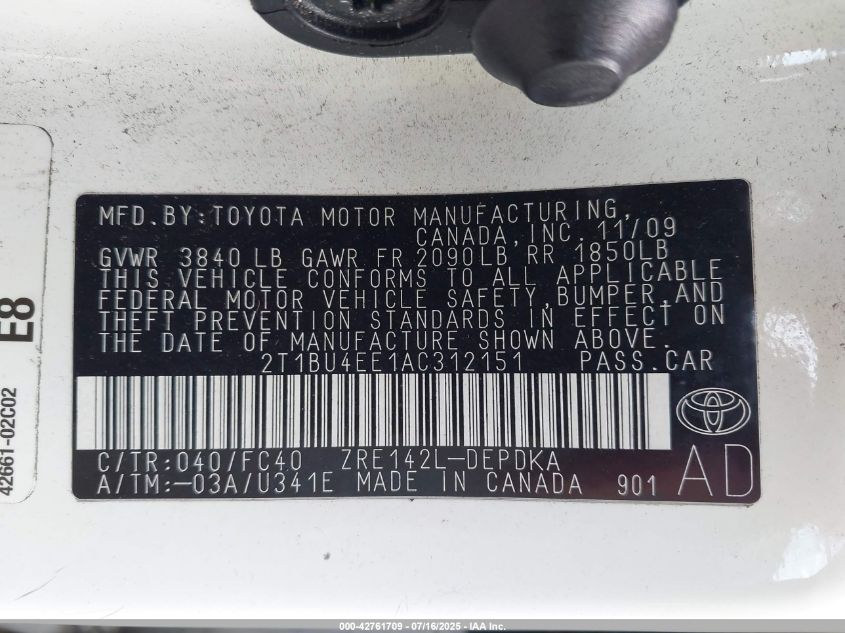 MFD.BY:TOYOTA MOTOR MANUFACTURING,
CANADA,INC. 11/09
GVWR 3840 LB GAWR FR 2090LB RR 1850LB
THIS VEHICLE CONFORMS TO ALL APPLICABLE
FEDERAL MOTOR VEHICLE SAFETY,BUMPER,AND
THEFT PREVENTION STANDARDS IN EFFECT ON
THE DATE OF MANUFACTURE SHOWN ABOVE.
2T1BU4EE1AC312151 PASS.CAR
C/TR:040/FC40 ZRE142L-DEPDKA
A/TM:-03A/U341E MADE IN CANADA 901 AD
E8
42661-02C02
000-42761709 - 07/16/2025 - IAA Inc.